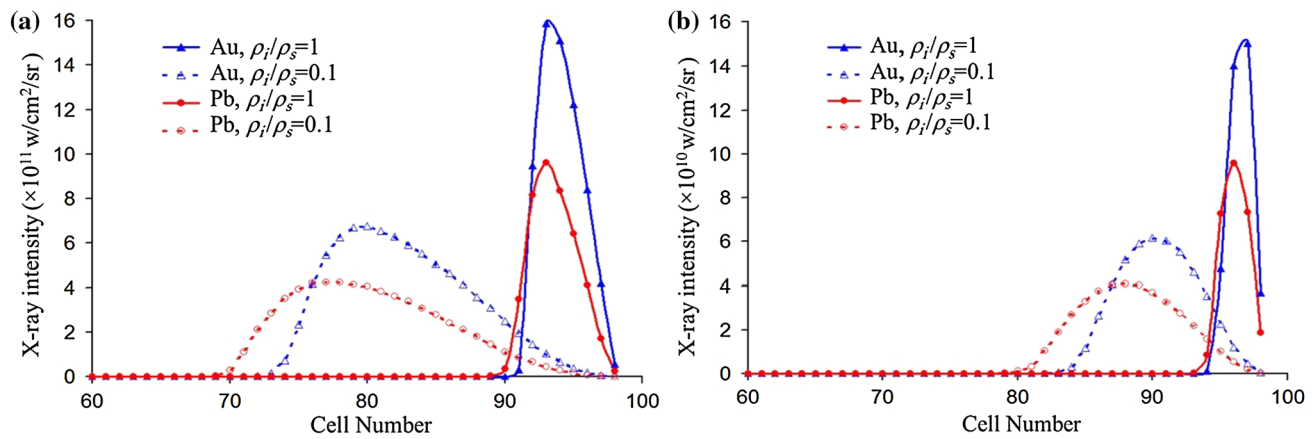 (a)
X-ray intensity (×10¹¹ w/cm²/sr)
16
14
12
10
8
6
4
2
0
Au, ρᵢ/ρₛ=1
Au, ρᵢ/ρₛ=0.1
Pb, ρᵢ/ρₛ=1
Pb, ρᵢ/ρₛ=0.1
60
70
80
90
100
Cell Number
(b)
X-ray intensity (×10¹⁰ w/cm²/sr)
16
14
12
10
8
6
4
2
0
Au, ρᵢ/ρₛ=1
Au, ρᵢ/ρₛ=0.1
Pb, ρᵢ/ρₛ=1
Pb, ρᵢ/ρₛ=0.1
60
70
80
90
100
Cell Number